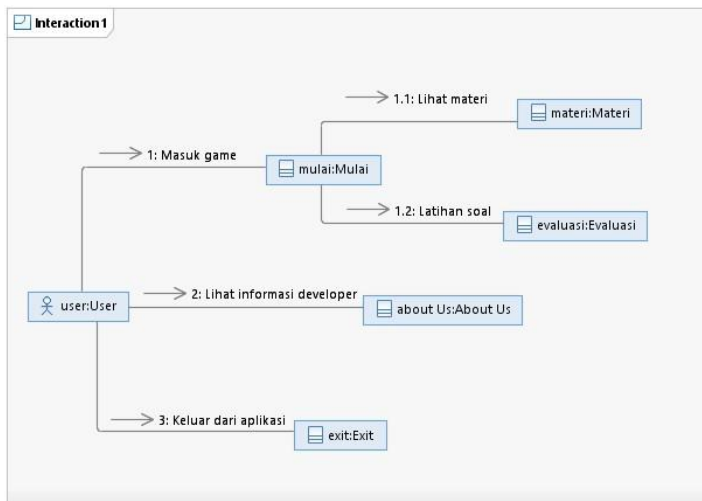 Interaction1
1.1: Lihat materi
materi:Materi
1: Masuk game
mulai:Mulai
1.2: Latihan soal
evaluasi:Evaluasi
2: Lihat informasi developer
user:User
about Us:About Us
3: Keluar dari aplikasi
exit:Exit